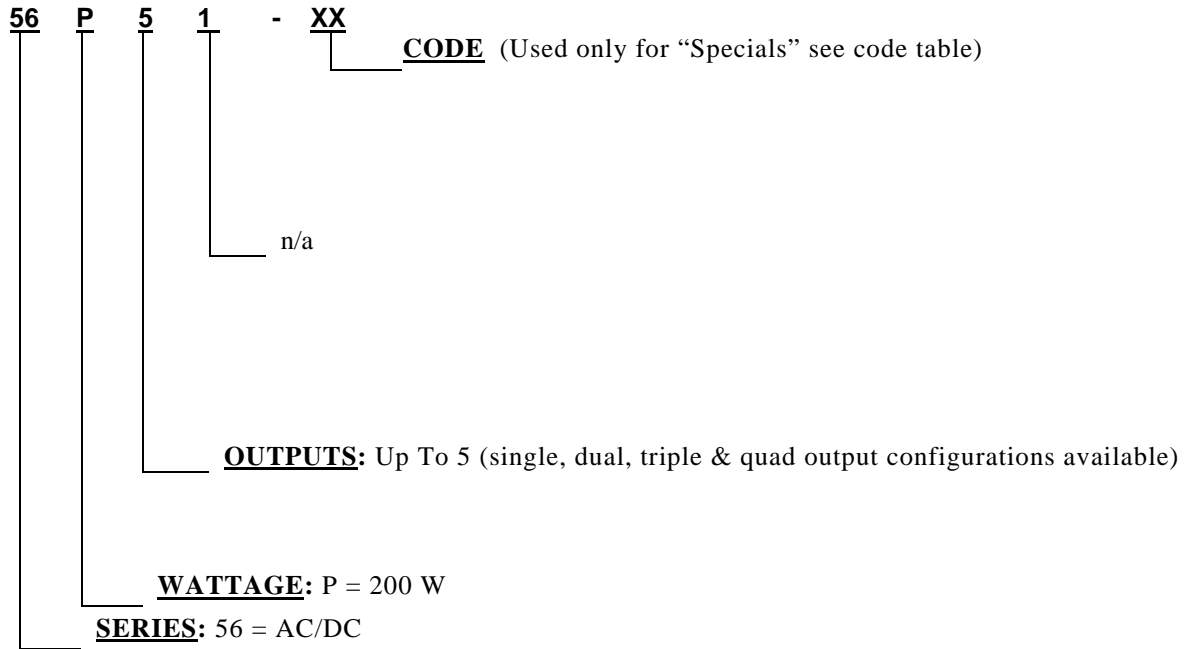 56 P 5 1 - XX
CODE (Used only for “Specials” see code table)
n/a
OUTPUTS: Up To 5 (single, dual, triple & quad output configurations available)
WATTAGE: P = 200 W
SERIES: 56 = AC/DC